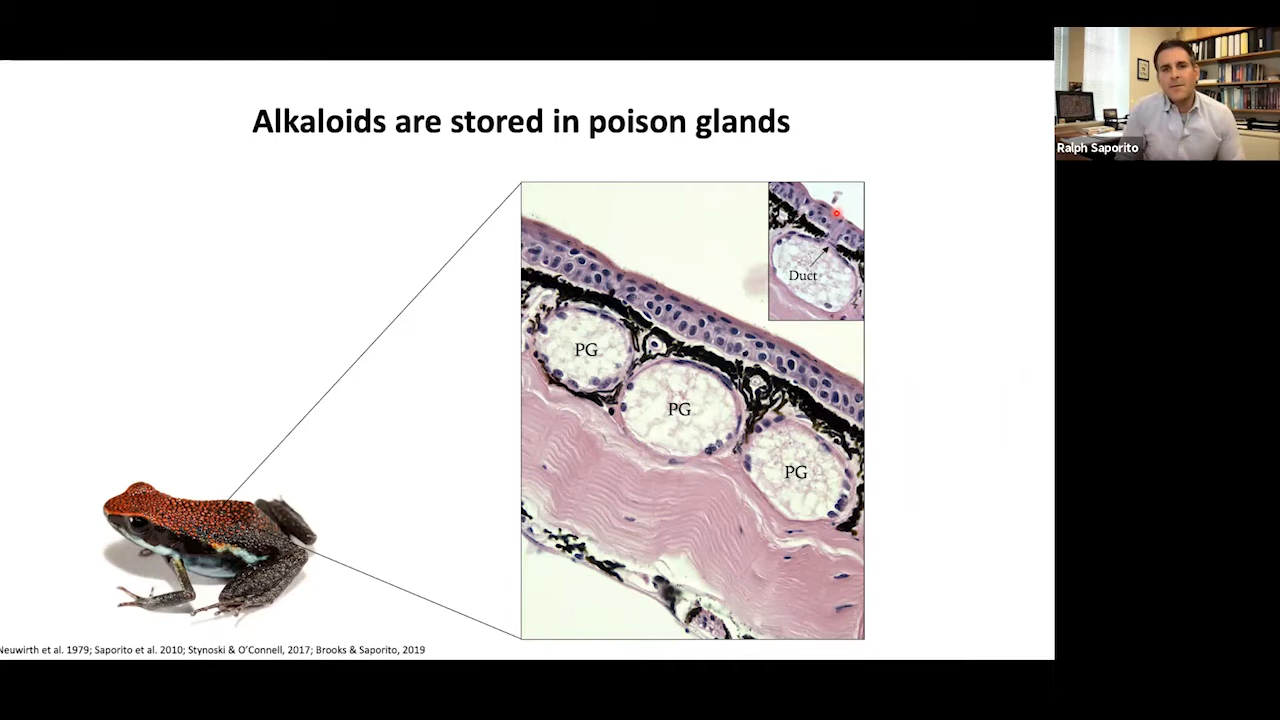 Alkaloids are stored in poison glands
Ralph Saporito
Duct
PG
PG
PG
Neuwirth et al. 1979; Saporito et al. 2010; Stynoski & O'Connell, 2017; Brooks & Saporito, 2019